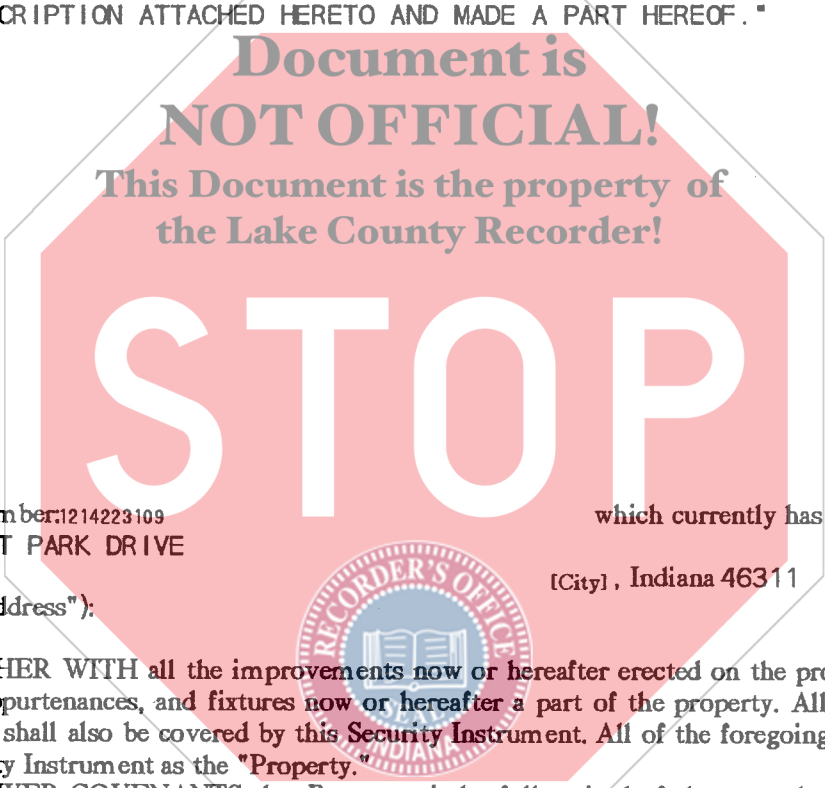 CRIPTION ATTACHED HERETO AND MADE A PART HEREOF."
Document is
NOT OFFICIAL!
This Document is the property of
the Lake County Recorder!
STOP
mber:1214223109 which currently has
T PARK DRIVE
[City] , Indiana 46311
ddress"):
HER WITH all the improvements now or hereafter erected on the pro
purtenances, and fixtures now or hereafter a part of the property. All
shall also be covered by this Security Instrument. All of the foregoing
y Instrument as the "Property."
RECORDER'S OFFICE
SEAL
INDIANA